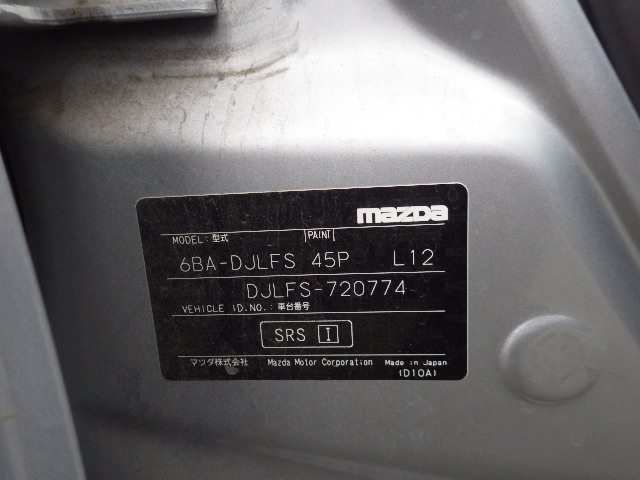 mazda
MODEL: 型式 PAINT
6BA-DJLFS 45P L12
DJLFS-720774
VEHICLE ID.NO.: 車台番号
SRS I
マツダ株式会社 Mazda Motor Corporation Made in Japan
(D10A)